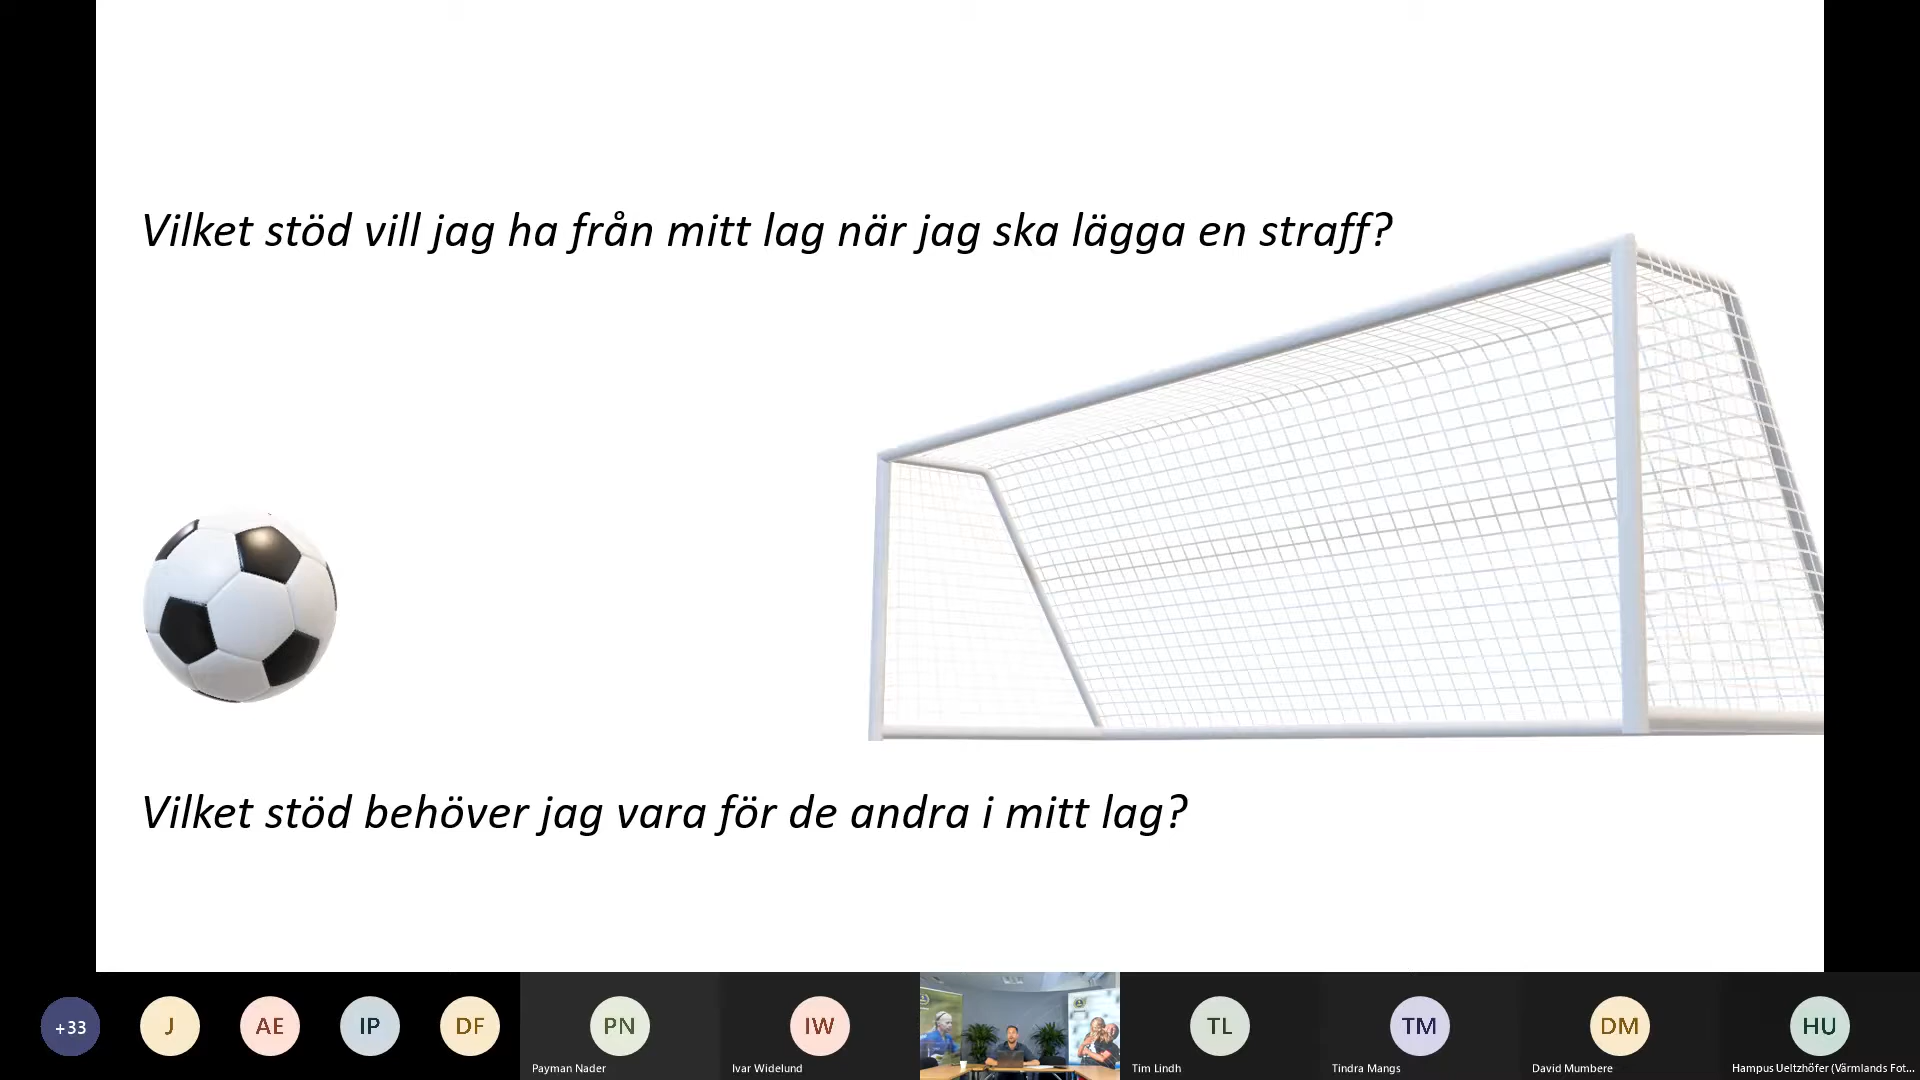 Vilket stöd vill jag ha från mitt lag när jag ska lägga en straff?
Vilket stöd behöver jag vara för de andra i mitt lag?
+33
J
AE
IP
DF
PN
IW
TL
TM
DM
HU
Payman Nader
Ivar Widelund
Tim Lindh
Tindra Mangs
David Mumbere
Hampus Ueltzhöfer (Värmlands Fot...